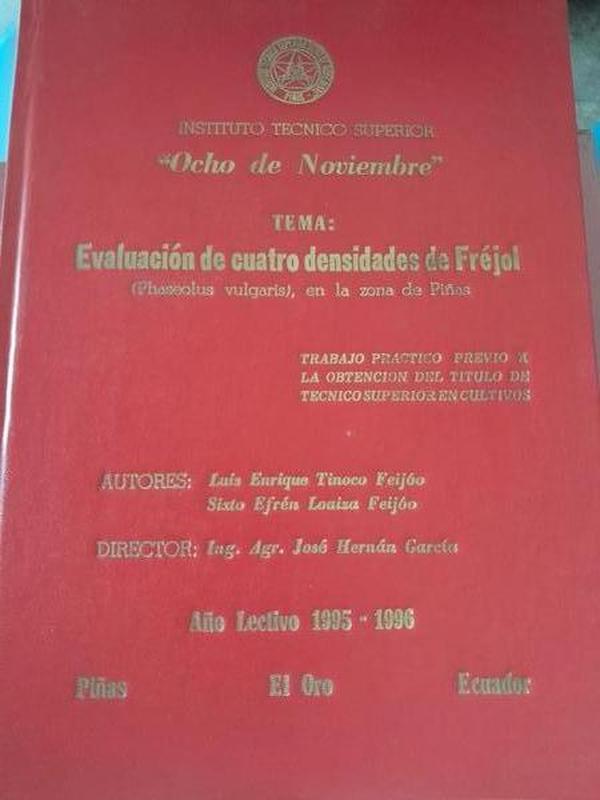 INSTITUTO TECNICO SUPERIOR
"Ocho de Noviembre"
TEMA:
Evaluación de cuatro densidades de Fréjol
(Phaseolus vulgaris), en la zona de Piñas
TRABAJO PRACTICO PREVIO A
LA OBTENCION DEL TITULO DE
TECNICO SUPERIOR EN CULTIVOS
AUTORES: Luis Enrique Tinoco Feijóo
Sixto Efrén Loaiza Feijóo
DIRECTOR: Ing. Agr. José Hernán García
Año Lectivo 1995 - 1996
Piñas El Oro Ecuador